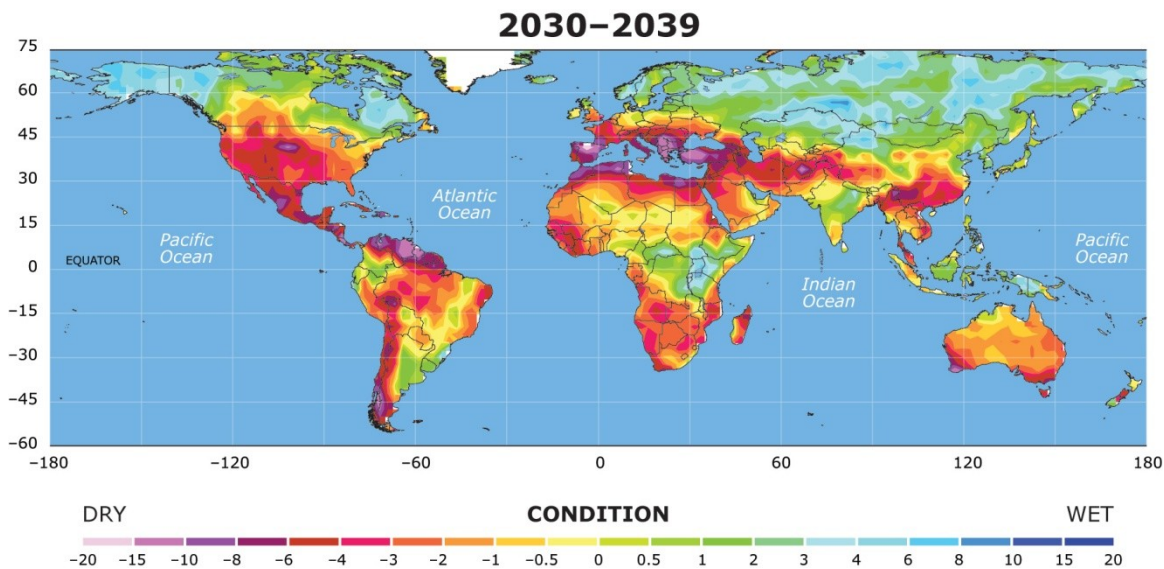 2030–2039
75
60
45
30
15
0
−15
−30
−45
−60
EQUATOR
Pacific
Ocean
Atlantic
Ocean
Indian
Ocean
Pacific
Ocean
−180 −120 −60 0 60 120 180
DRY CONDITION WET
−20 −15 −10 −8 −6 −4 −3 −2 −1 −0.5 0 0.5 1 2 3 4 6 8 10 15 20